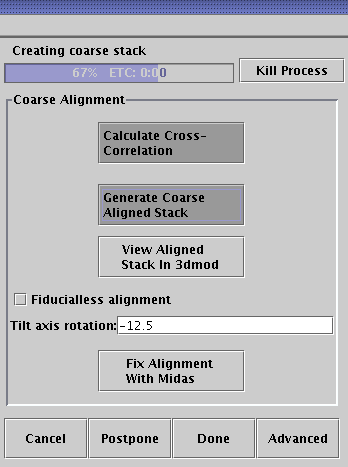 Creating coarse stack
67% ETC: 0:00
Kill Process
Coarse Alignment
Calculate Cross-
Correlation
Generate Coarse
Aligned Stack
View Aligned
Stack In 3dmod
Fiducialless alignment
Tilt axis rotation: -12.5
Fix Alignment
With Midas
Cancel
Postpone
Done
Advanced